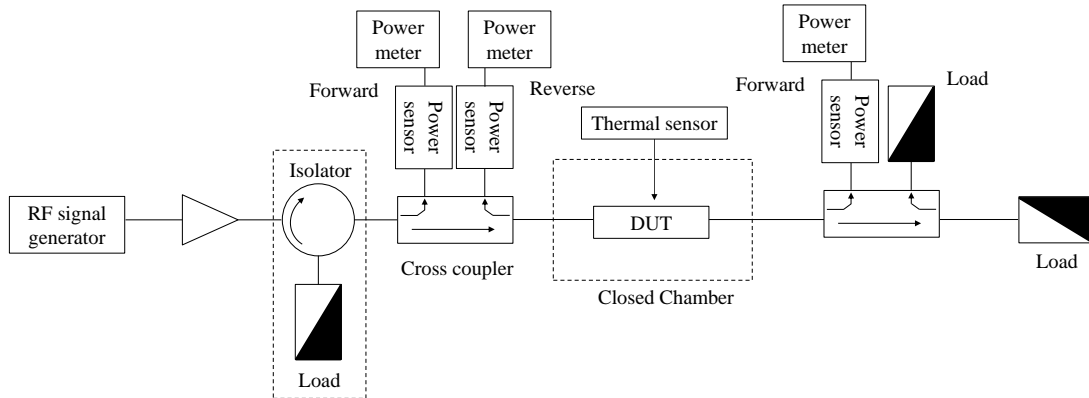 Power
meter
Power
meter
Power
meter
Forward
Reverse
Forward
Load
Power
sensor
Power
sensor
Power
sensor
Thermal sensor
Isolator
RF signal
generator
DUT
Cross coupler
Load
Closed Chamber
Load